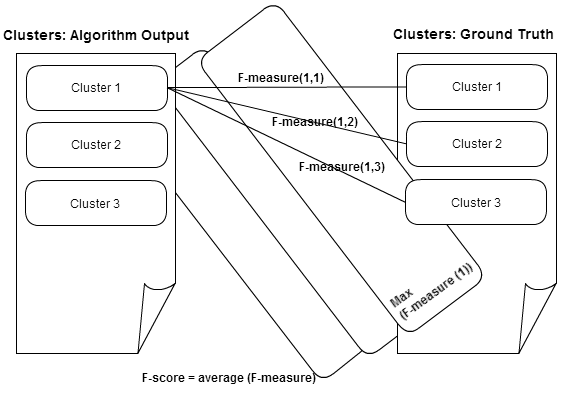 Clusters: Algorithm Output
Clusters: Ground Truth
Cluster 1
Cluster 2
Cluster 3
F-measure(1,1)
F-measure(1,2)
F-measure(1,3)
Cluster 1
Cluster 2
Cluster 3
Max
(F-measure (1))
F-score = average (F-measure)